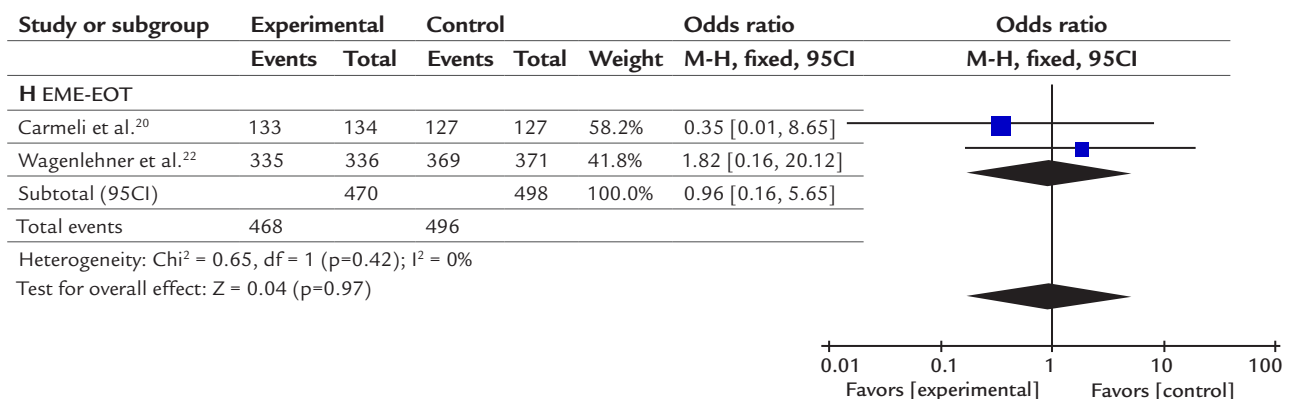 Study or subgroup Experimental Control Odds ratio Odds ratio
Events Total Events Total Weight M-H, fixed, 95CI M-H, fixed, 95CI
H EME-EOT
Carmeli et al.20 133 134 127 127 58.2% 0.35 [0.01, 8.65]
Wagenlehner et al.22 335 336 369 371 41.8% 1.82 [0.16, 20.12]
Subtotal (95CI) 470 498 100.0% 0.96 [0.16, 5.65]
Total events 468 496
Heterogeneity: Chi2 = 0.65, df = 1 (p=0.42); I2 = 0%
Test for overall effect: Z = 0.04 (p=0.97)
0.01 0.1 1 10 100
Favors [experimental] Favors [control]